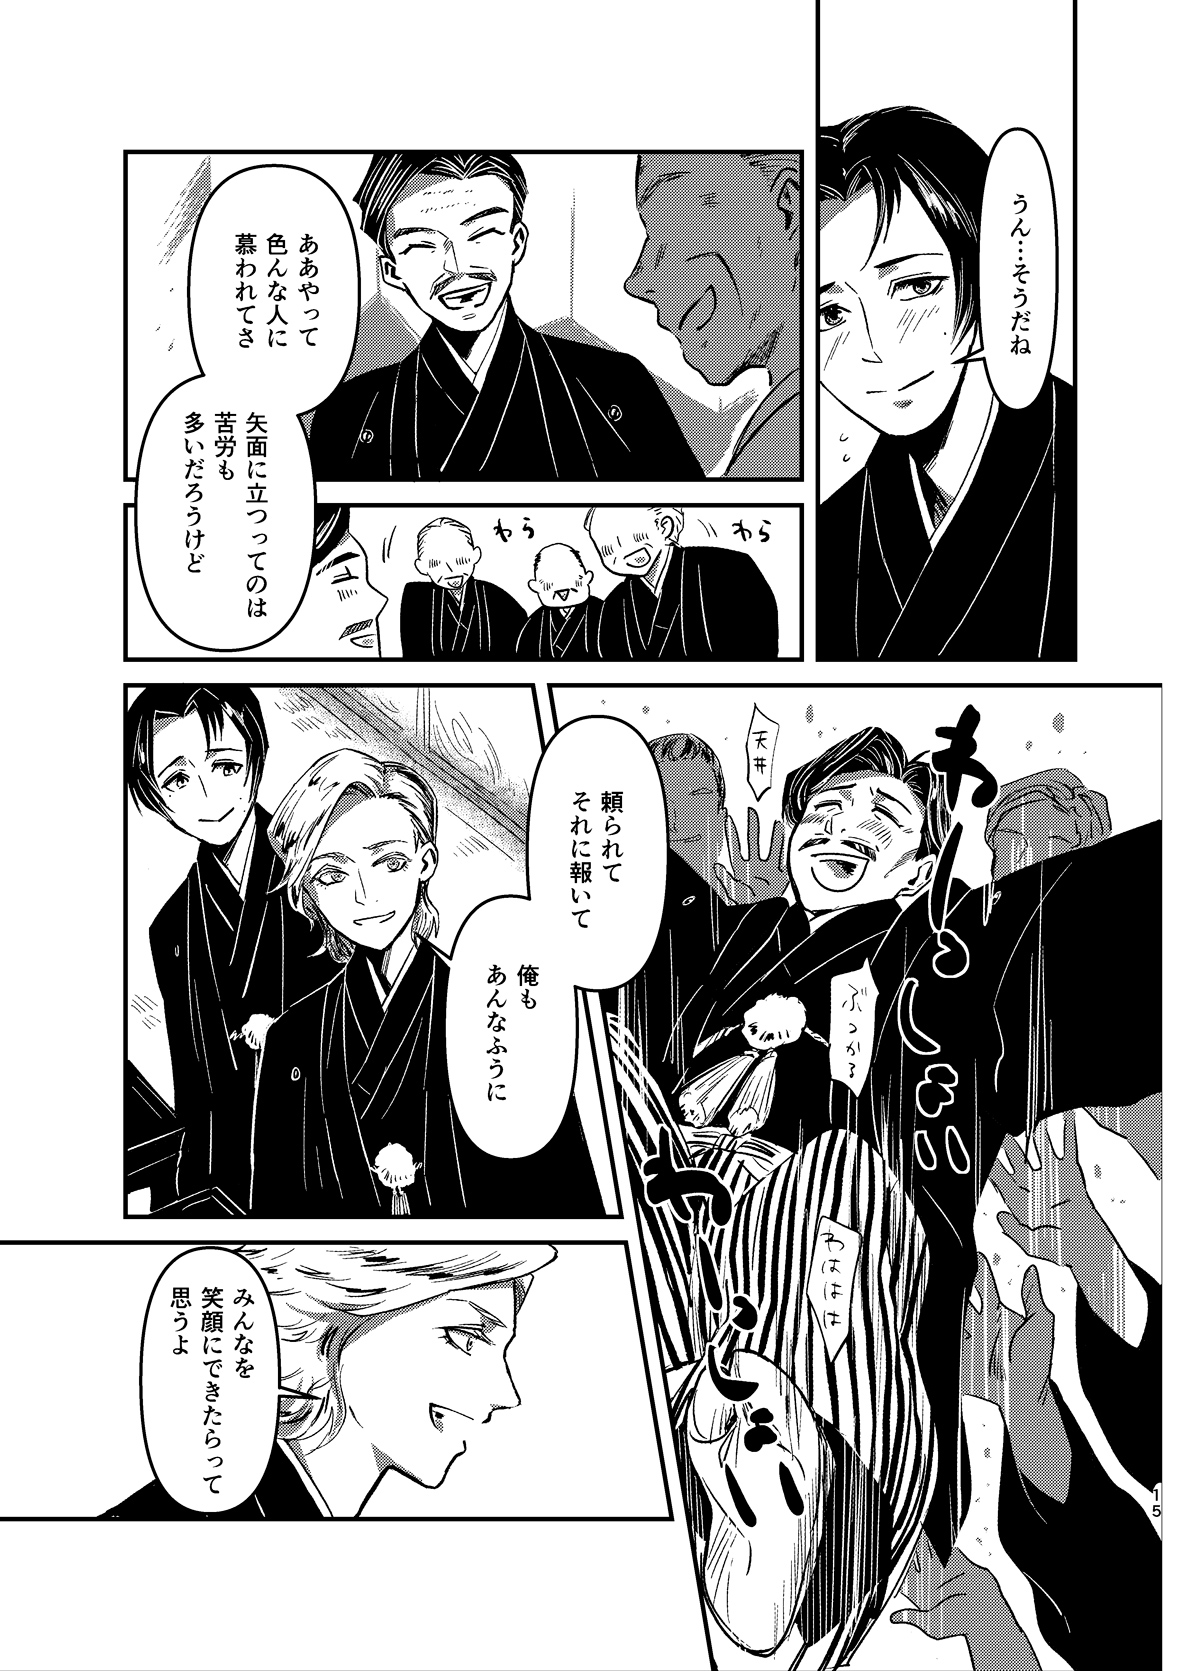 うん…そうだね
ああやって
色んな人に
慕われてさ
矢面に立つってのは
苦労も
多いだろうけど
わら
わら
わーっしょい
天井
ぶつかる
わーっしょい
わははは
頼られて
それに報いて
俺も
あんなふうに
みんなを
笑顔にできたらって
思うよ
15